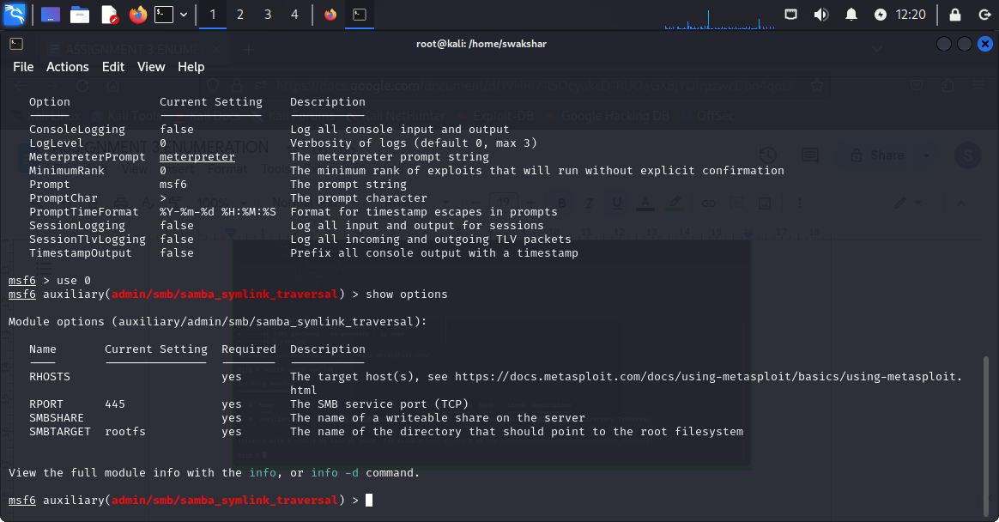 1 2 3 4 12:20
root@kali: /home/swakshar
File Actions Edit View Help
Option Current Setting Description
ConsoleLogging false Log all console input and output
LogLevel 0 Verbosity of logs (default 0, max 3)
MeterpreterPrompt meterpreter The meterpreter prompt string
MinimumRank 0 The minimum rank of exploits that will run without explicit confirmation
Prompt msf6 The prompt string
PromptChar > The prompt character
PromptTimeFormat %Y-%m-%d %H:%M:%S Format for timestamp escapes in prompts
SessionLogging false Log all input and output for sessions
SessionTlvLogging false Log all incoming and outgoing TLV packets
TimestampOutput false Prefix all console output with a timestamp
msf6 > use 0
msf6 auxiliary(admin/smb/samba_symlink_traversal) > show options
Module options (auxiliary/admin/smb/samba_symlink_traversal):
Name Current Setting Required Description
RHOSTS yes The target host(s), see https://docs.metasploit.com/docs/using-metasploit/basics/using-metasploit.
html
RPORT 445 yes The SMB service port (TCP)
SMBSHARE yes The name of a writeable share on the server
SMBTARGET rootfs yes The name of the directory that should point to the root filesystem
View the full module info with the info, or info -d command.
msf6 auxiliary(admin/smb/samba_symlink_traversal) >